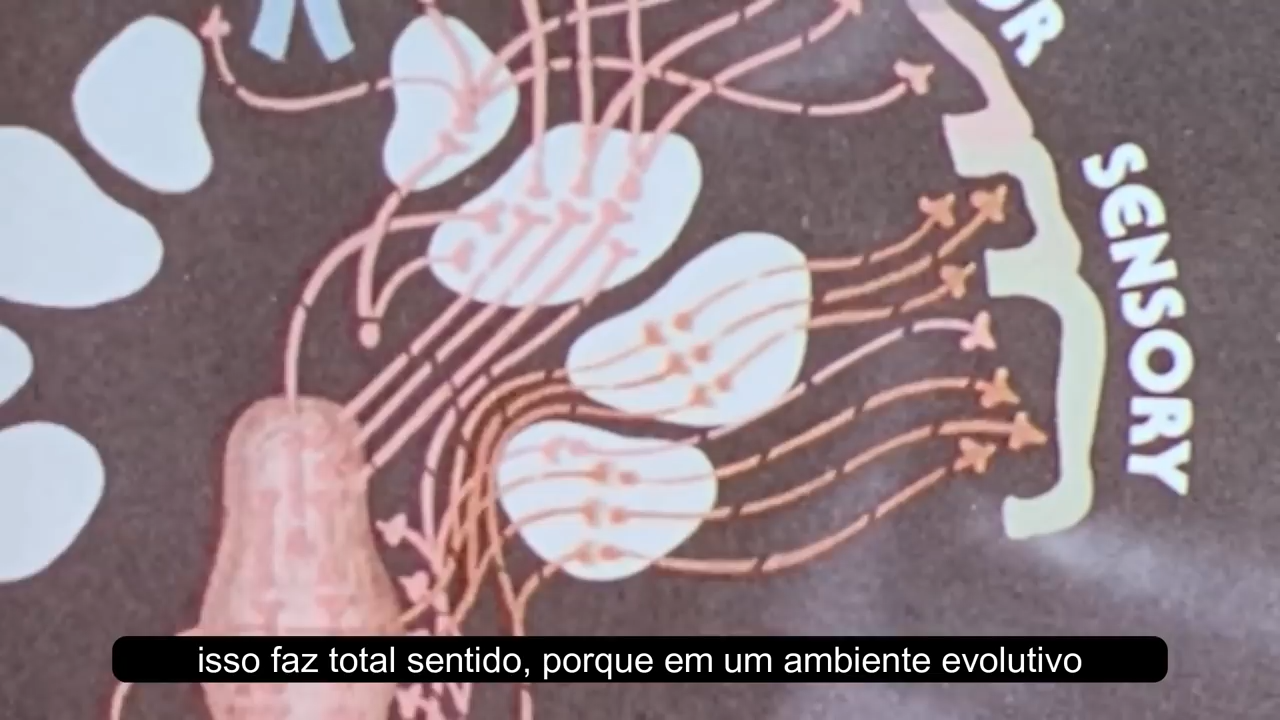 OR
SENSORY
isso faz total sentido, porque em um ambiente evolutivo